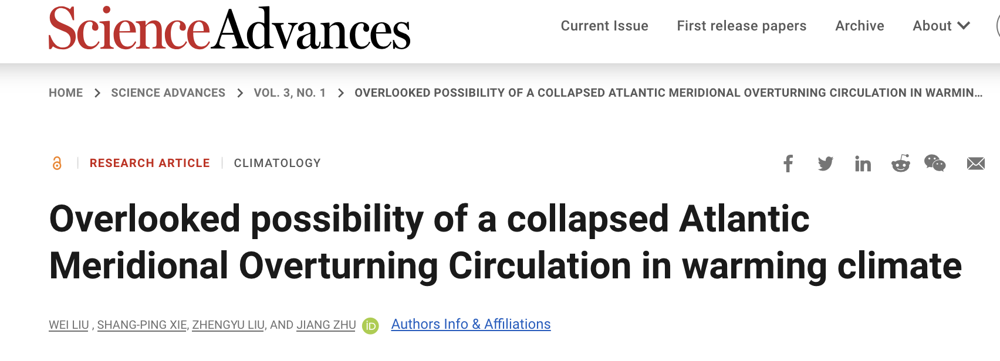 ScienceAdvances
Current Issue First release papers Archive About
HOME SCIENCE ADVANCES VOL. 3, NO. 1 OVERLOOKED POSSIBILITY OF A COLLAPSED ATLANTIC MERIDIONAL OVERTURNING CIRCULATION IN WARMIN…
RESEARCH ARTICLE CLIMATOLOGY
Overlooked possibility of a collapsed Atlantic
Meridional Overturning Circulation in warming climate
WEI LIU , SHANG-PING XIE, ZHENGYU LIU, AND JIANG ZHU iD Authors Info & Affiliations